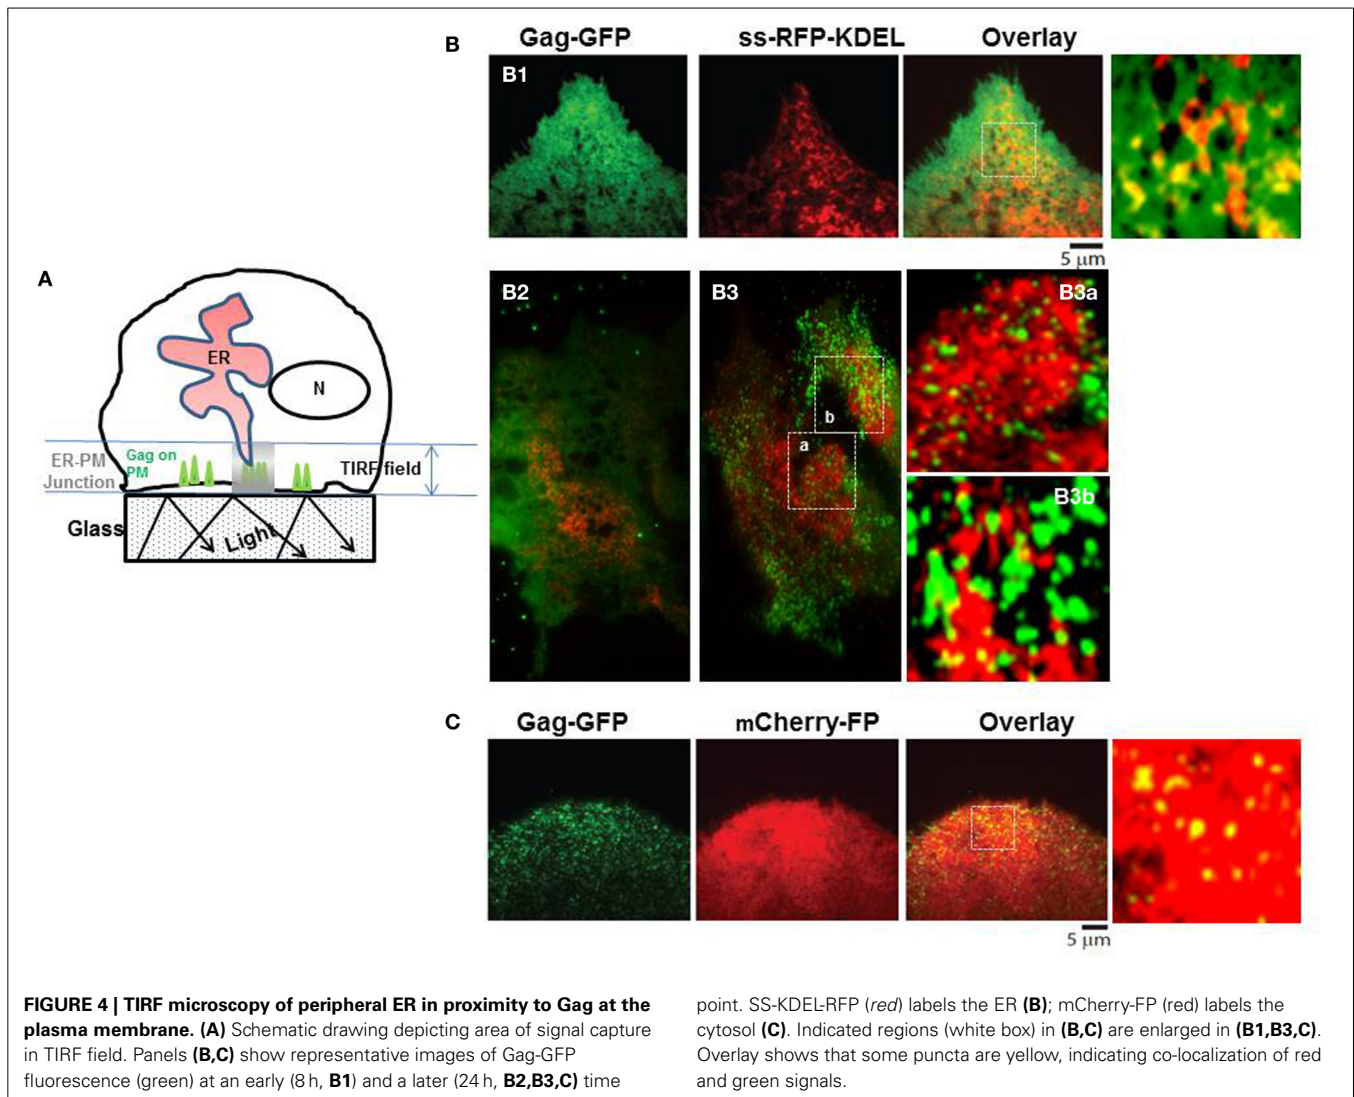 B
Gag-GFP ss-RFP-KDEL Overlay
B1
5 μm
A
B2 B3 B3a
ER
N
b
a
ER-PM
Junction
Gag on
PM
TIRF field
B3b
Glass
Light
C
Gag-GFP mCherry-FP Overlay
5 μm
FIGURE 4 | TIRF microscopy of peripheral ER in proximity to Gag at the
plasma membrane. (A) Schematic drawing depicting area of signal capture
in TIRF field. Panels (B,C) show representative images of Gag-GFP
fluorescence (green) at an early (8 h, B1) and a later (24 h, B2,B3,C) time
point. SS-KDEL-RFP (red) labels the ER (B); mCherry-FP (red) labels the
cytosol (C). Indicated regions (white box) in (B,C) are enlarged in (B1,B3,C).
Overlay shows that some puncta are yellow, indicating co-localization of red
and green signals.